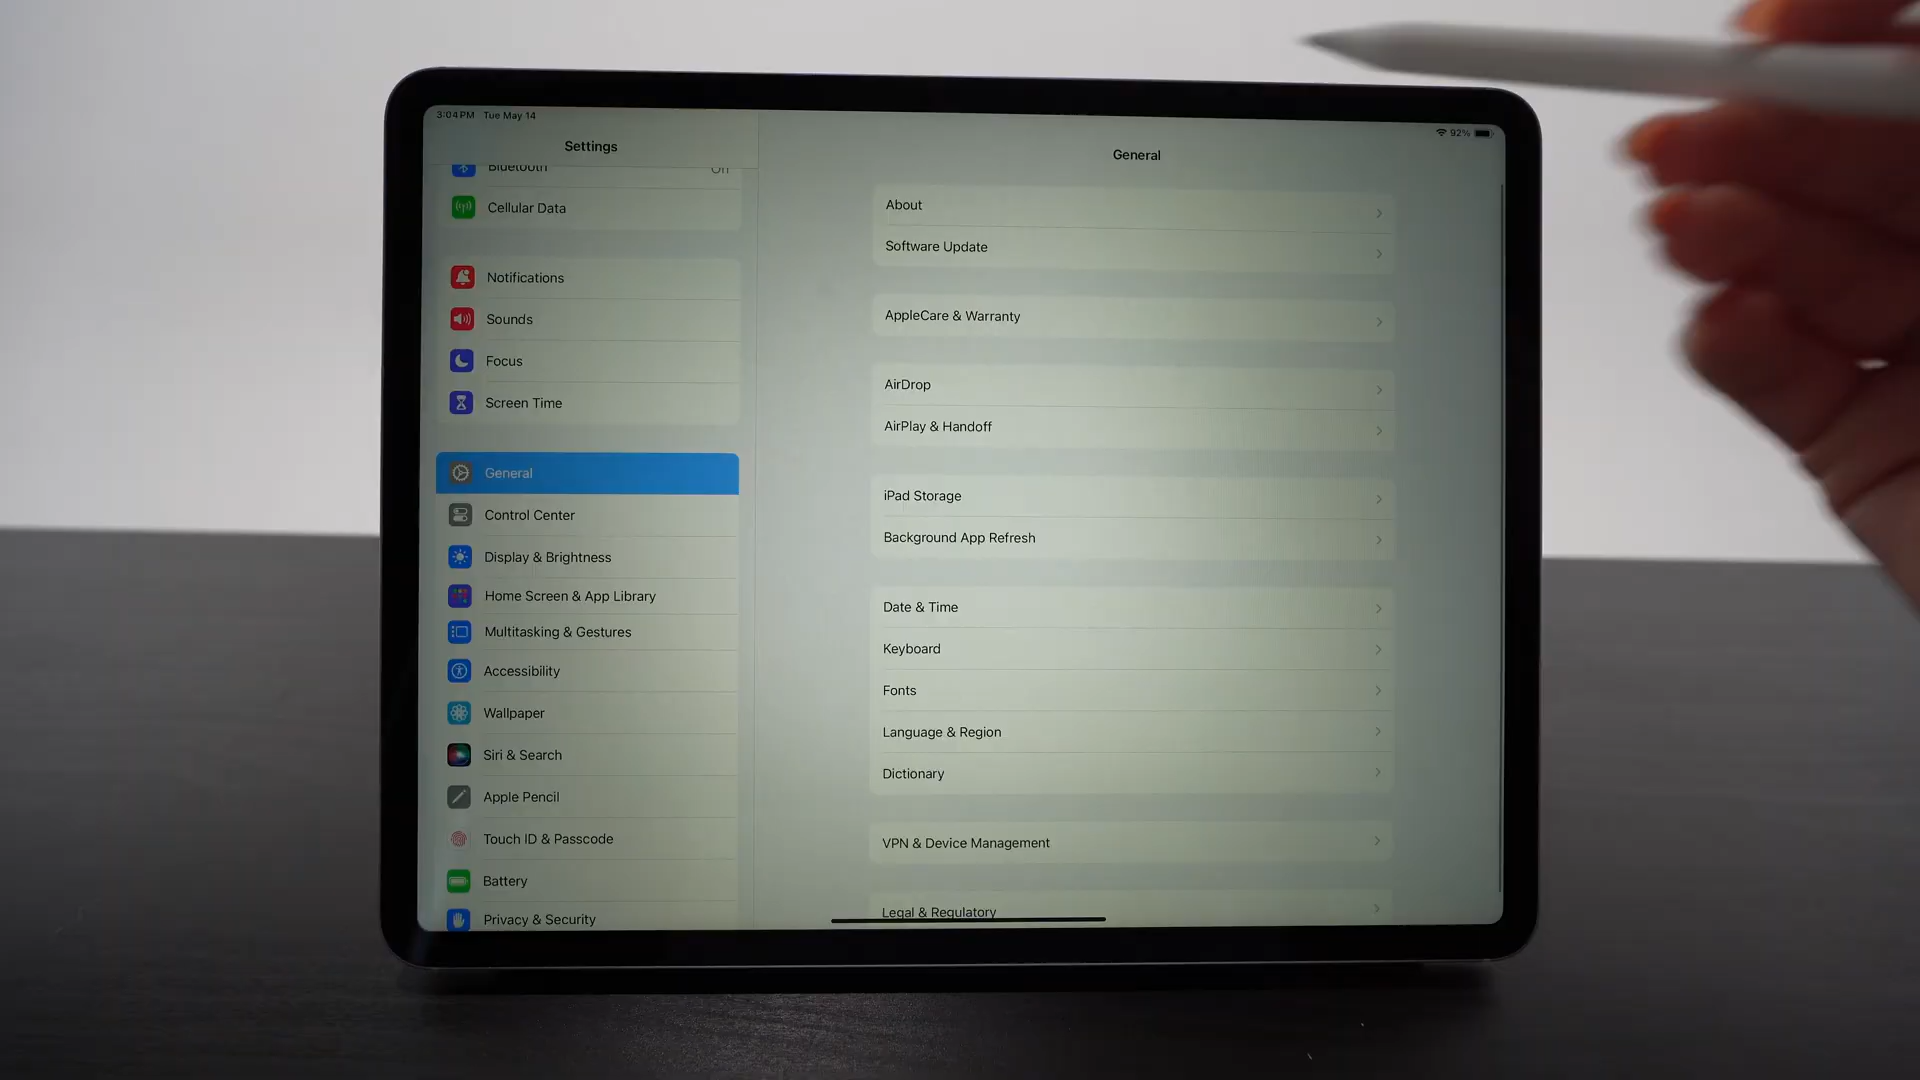 3:04 PM Tue May 14
92%
Settings
Bluetooth On
Cellular Data
Notifications
Sounds
Focus
Screen Time
General
Control Center
Display & Brightness
Home Screen & App Library
Multitasking & Gestures
Accessibility
Wallpaper
Siri & Search
Apple Pencil
Touch ID & Passcode
Battery
Privacy & Security
General
About
Software Update
AppleCare & Warranty
AirDrop
AirPlay & Handoff
iPad Storage
Background App Refresh
Date & Time
Keyboard
Fonts
Language & Region
Dictionary
VPN & Device Management
Legal & Regulatory